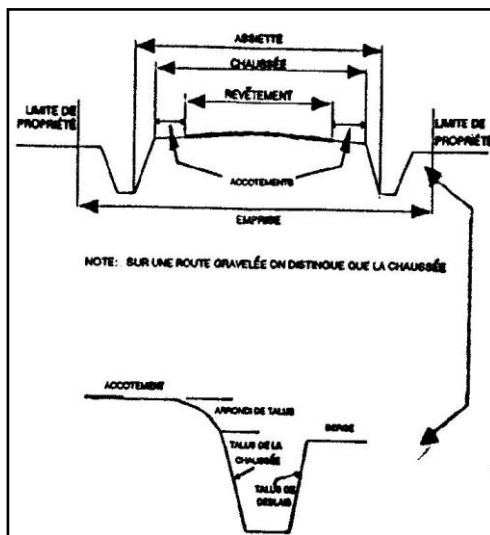 ASSIETTE
CHAUSSÉE
REVÊTEMENT
LIMITE DE
PROPRIÉTÉ
LIMITE DE
PROPRIÉTÉ
ACCOTEMENTS
EMPRISE
NOTE: SUR UNE ROUTE GRAVELÉE ON DISTINGUE QUE LA CHAUSSÉE
ACCOTEMENT
ARRONDI DE TALUS
BERGE
TALUS DE LA
CHAUSSÉE
TALUS DE
DEBLAIS